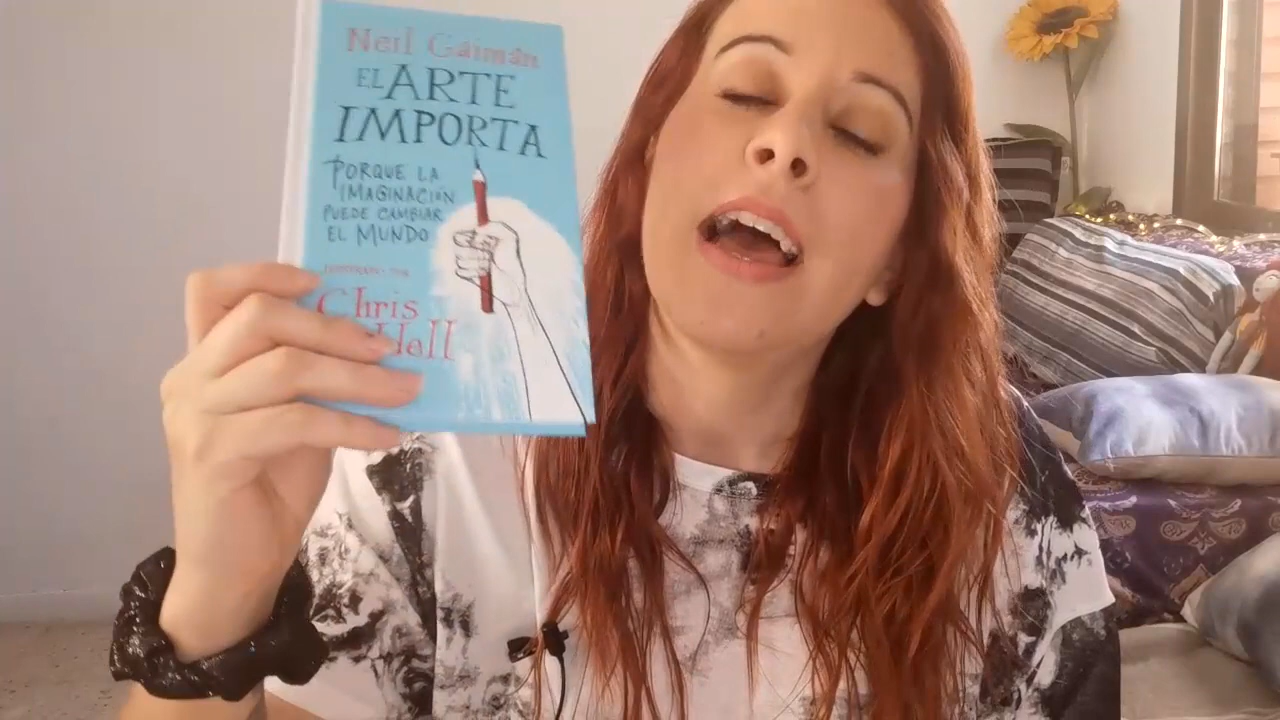 Neil Gaiman
EL ARTE
IMPORTA
PORQUE LA
IMAGINACIÓN
PUEDE CAMBIAR
EL MUNDO
Chris